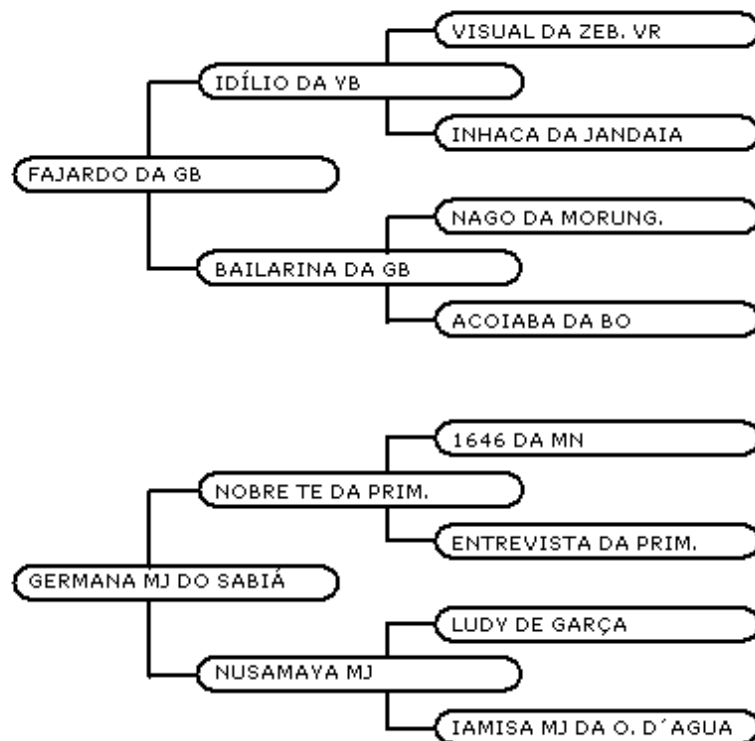 VISUAL DA ZEB. VR
IDÍLIO DA YB
INHACA DA JANDAIA
FAJARDO DA GB
NAGO DA MORUNG.
BAILARINA DA GB
ACOIABA DA BO
1646 DA MN
NOBRE TE DA PRIM.
ENTREVISTA DA PRIM.
GERMANA MJ DO SABIÁ
LUDY DE GARÇA
NUSAMAYA MJ
IAMISA MJ DA O. D´AGUA